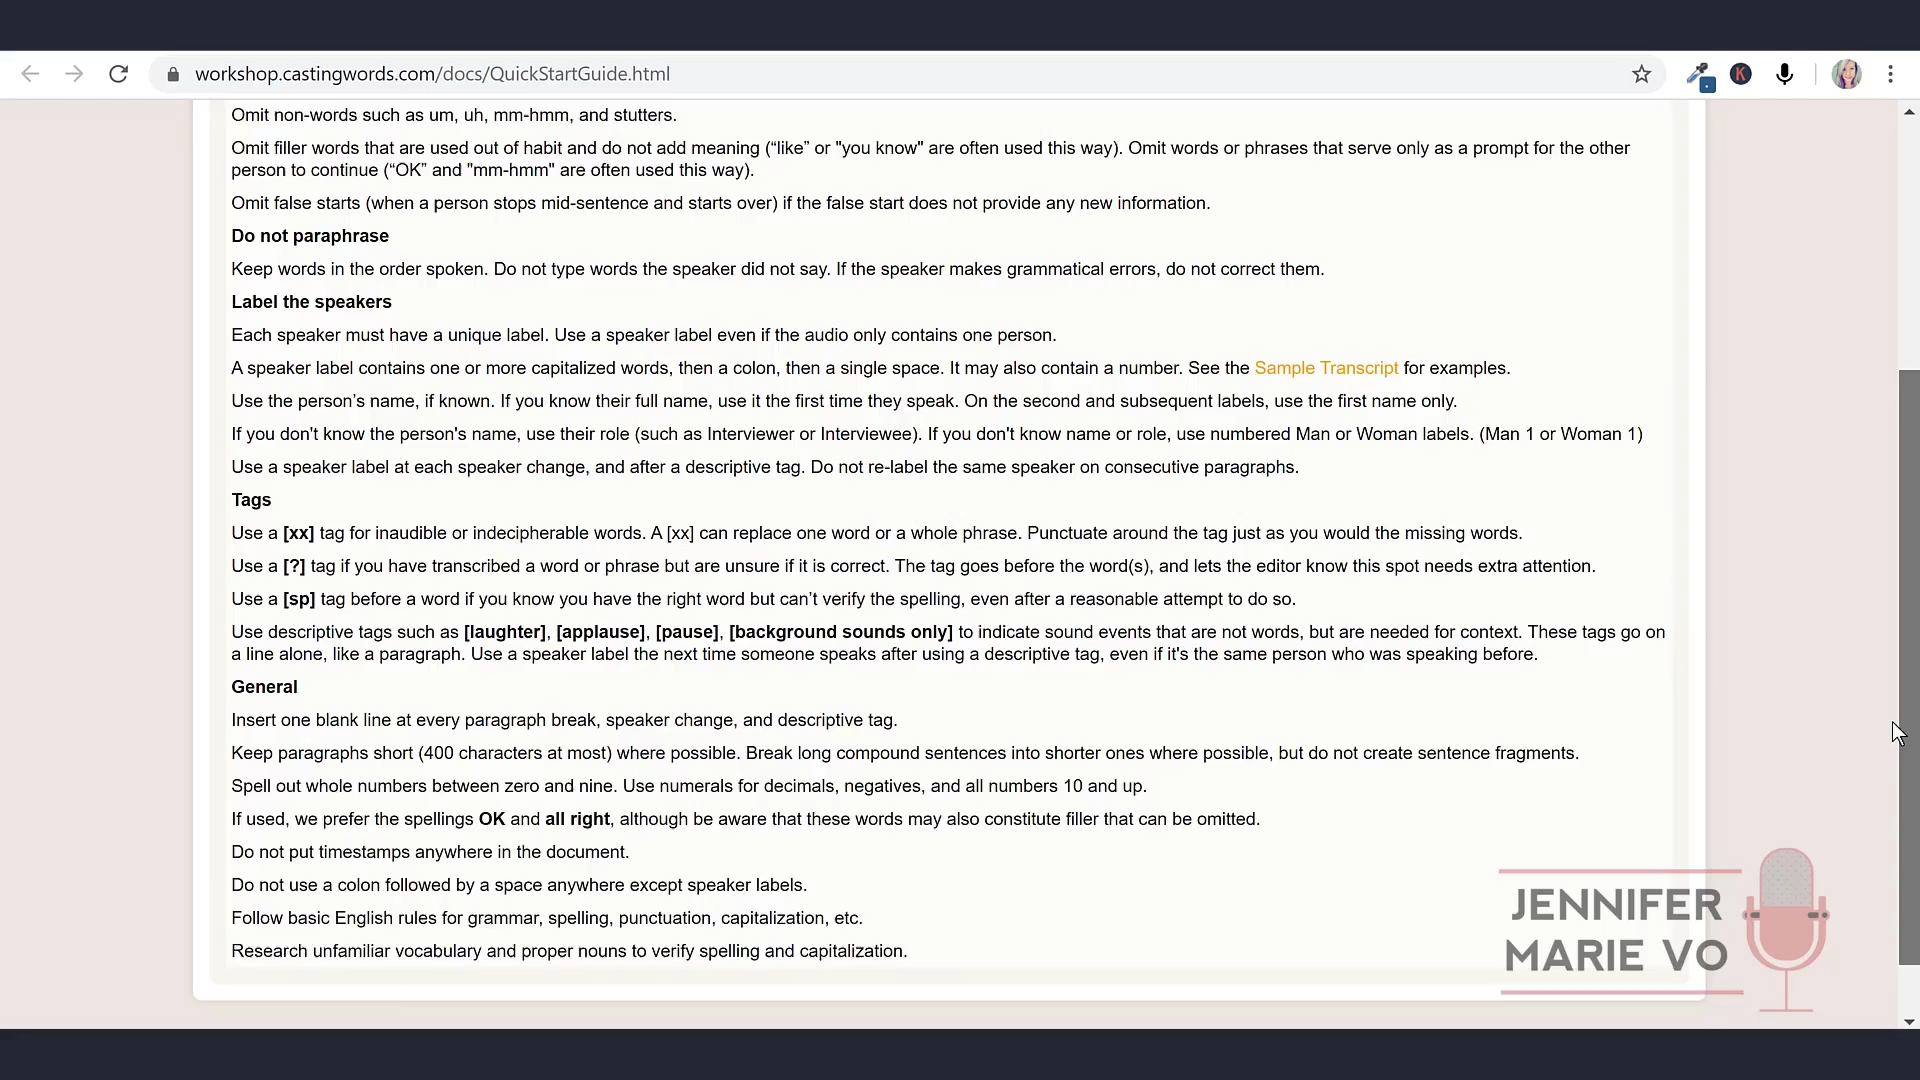 workshop.castingwords.com/docs/QuickStartGuide.html
K
Omit non-words such as um, uh, mm-hmm, and stutters.
Omit filler words that are used out of habit and do not add meaning (“like” or "you know" are often used this way). Omit words or phrases that serve only as a prompt for the other
person to continue (“OK” and "mm-hmm" are often used this way).
Omit false starts (when a person stops mid-sentence and starts over) if the false start does not provide any new information.
Do not paraphrase
Keep words in the order spoken. Do not type words the speaker did not say. If the speaker makes grammatical errors, do not correct them.
Label the speakers
Each speaker must have a unique label. Use a speaker label even if the audio only contains one person.
A speaker label contains one or more capitalized words, then a colon, then a single space. It may also contain a number. See the Sample Transcript for examples.
Use the person’s name, if known. If you know their full name, use it the first time they speak. On the second and subsequent labels, use the first name only.
If you don't know the person's name, use their role (such as Interviewer or Interviewee). If you don't know name or role, use numbered Man or Woman labels. (Man 1 or Woman 1)
Use a speaker label at each speaker change, and after a descriptive tag. Do not re-label the same speaker on consecutive paragraphs.
Tags
Use a [xx] tag for inaudible or indecipherable words. A [xx] can replace one word or a whole phrase. Punctuate around the tag just as you would the missing words.
Use a [?] tag if you have transcribed a word or phrase but are unsure if it is correct. The tag goes before the word(s), and lets the editor know this spot needs extra attention.
Use a [sp] tag before a word if you know you have the right word but can’t verify the spelling, even after a reasonable attempt to do so.
Use descriptive tags such as [laughter], [applause], [pause], [background sounds only] to indicate sound events that are not words, but are needed for context. These tags go on
a line alone, like a paragraph. Use a speaker label the next time someone speaks after using a descriptive tag, even if it's the same person who was speaking before.
General
Insert one blank line at every paragraph break, speaker change, and descriptive tag.
Keep paragraphs short (400 characters at most) where possible. Break long compound sentences into shorter ones where possible, but do not create sentence fragments.
Spell out whole numbers between zero and nine. Use numerals for decimals, negatives, and all numbers 10 and up.
If used, we prefer the spellings OK and all right, although be aware that these words may also constitute filler that can be omitted.
Do not put timestamps anywhere in the document.
Do not use a colon followed by a space anywhere except speaker labels.
Follow basic English rules for grammar, spelling, punctuation, capitalization, etc.
Research unfamiliar vocabulary and proper nouns to verify spelling and capitalization.
JENNIFER
MARIE VO